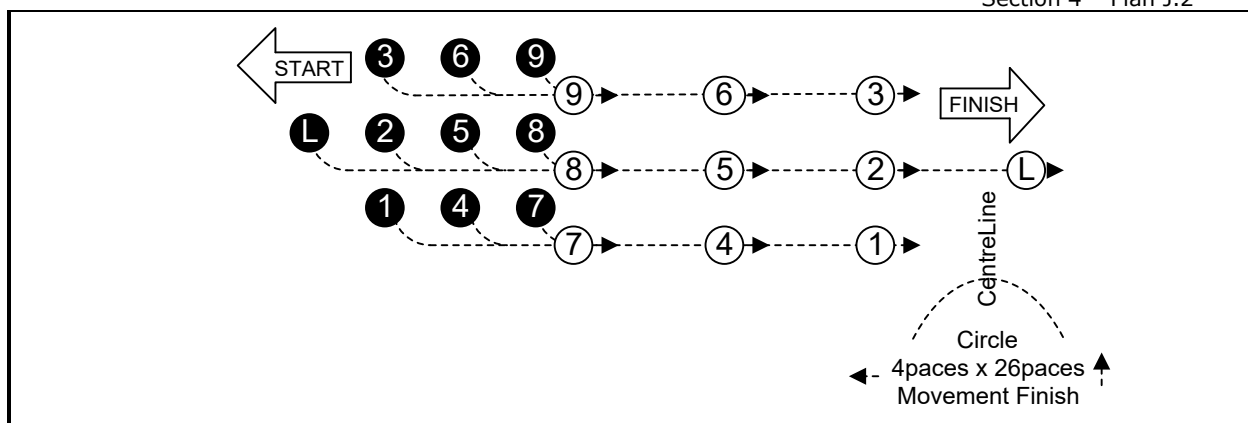 Section 4 – Plan J.2
START 3 6 9
9 6 3
FINISH
L 2 5 8
8 5 2 L
1 4 7
7 4 1
CentreLine
Circle
4paces x 26paces
Movement Finish